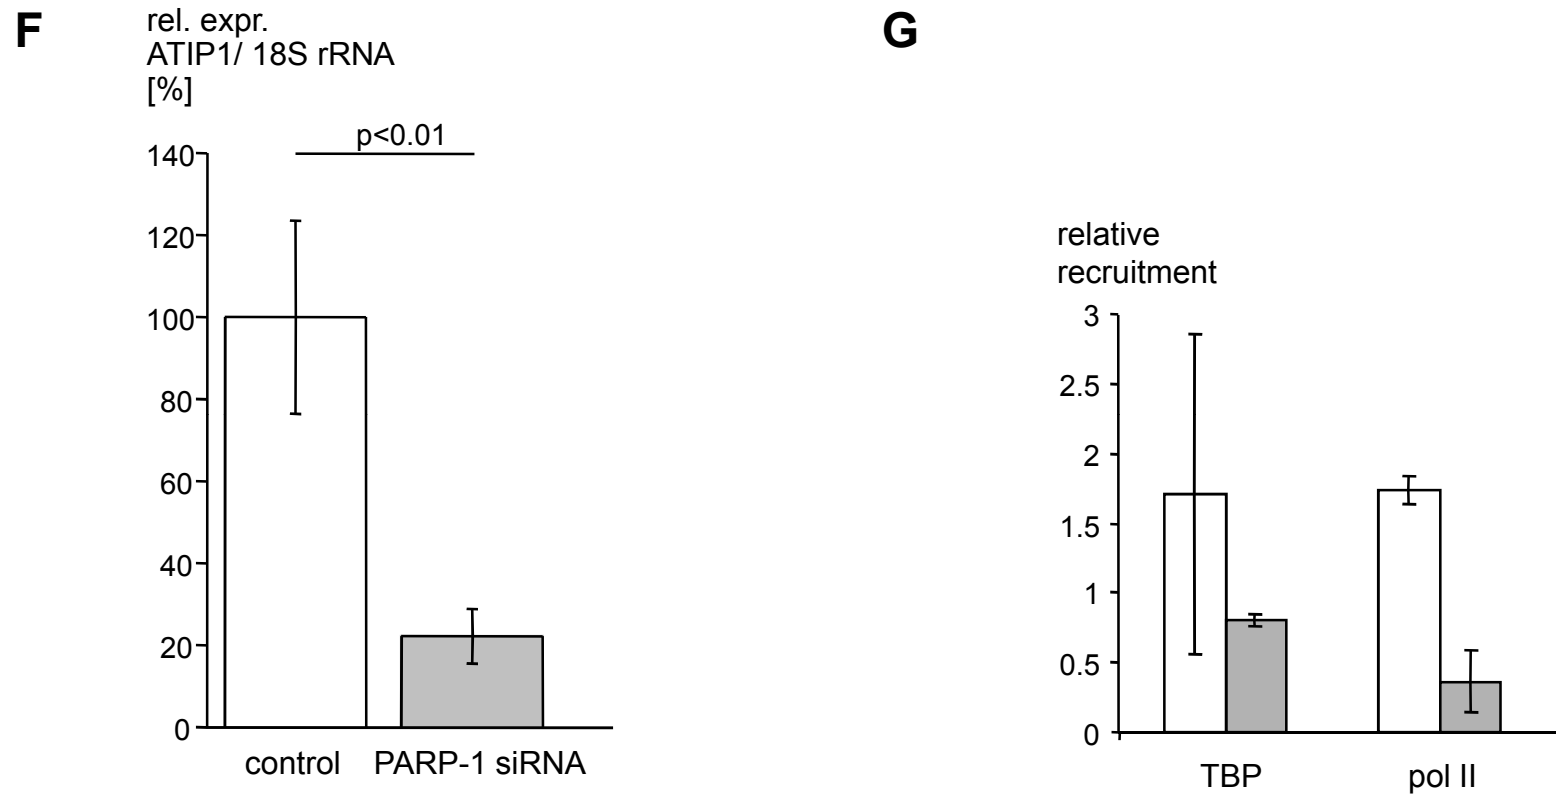 F
rel. expr.
ATIP1/ 18S rRNA
[%]
p<0.01
140
120
100
80
60
40
20
0
control PARP-1 siRNA
G
relative
recruitment
3
2.5
2
1.5
1
0.5
0
TBP pol II